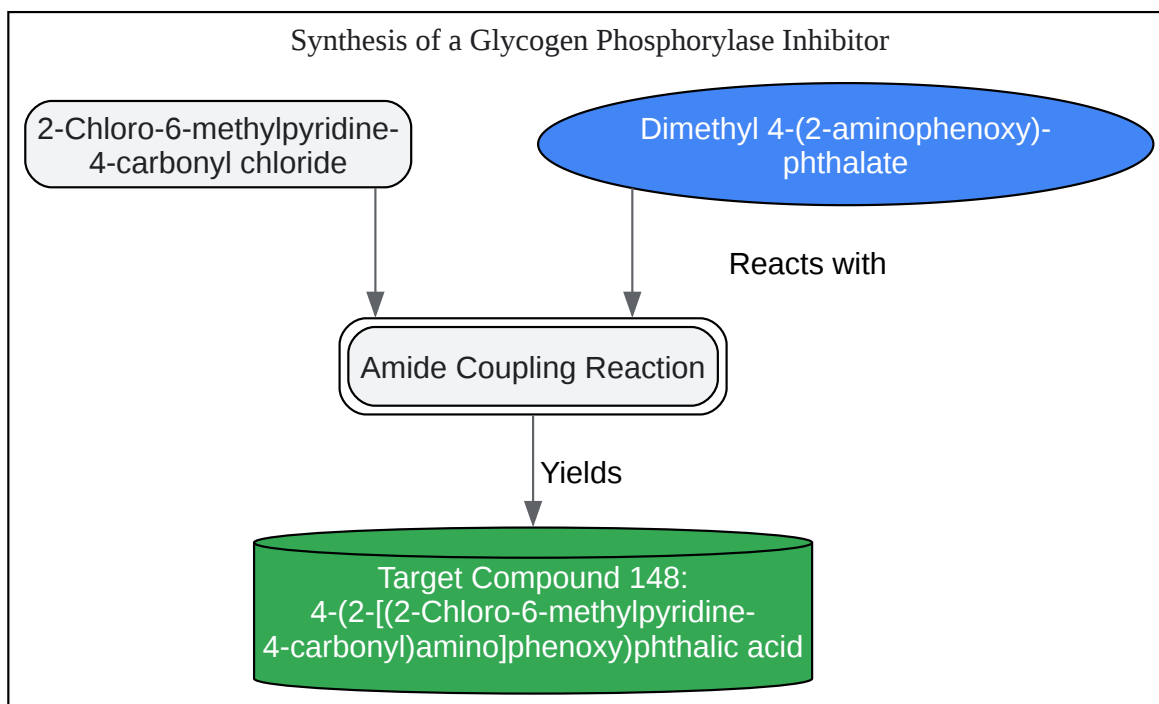 Synthesis of a Glycogen Phosphorylase Inhibitor
2-Chloro-6-methylpyridine-
4-carbonyl chloride
Dimethyl 4-(2-aminophenoxy)-
phthalate
Reacts with
Amide Coupling Reaction
Yields
Target Compound 148:
4-(2-[(2-Chloro-6-methylpyridine-
4-carbonyl)amino]phenoxy)phthalic acid